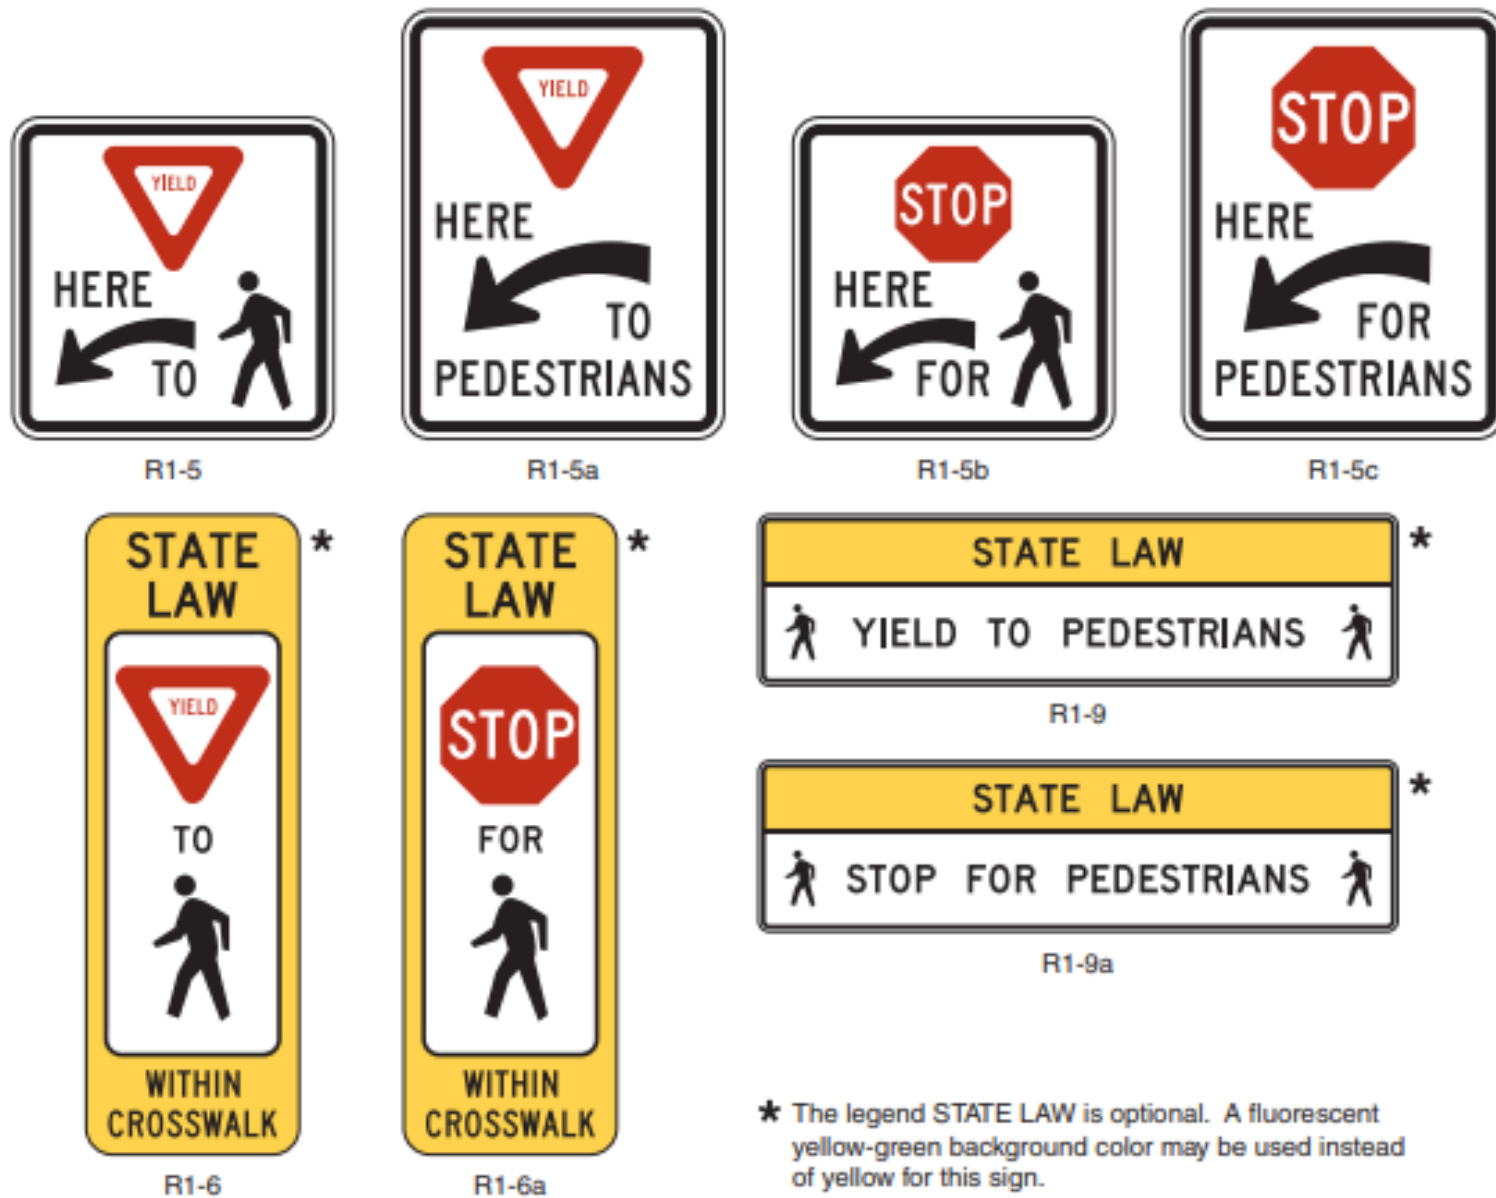 YIELD
HERE
TO
R1-5
YIELD
HERE
TO
PEDESTRIANS
R1-5a
STOP
HERE
FOR
R1-5b
STOP
HERE
FOR
PEDESTRIANS
R1-5c
STATE
LAW
*
YIELD
TO
WITHIN
CROSSWALK
R1-6
STATE
LAW
*
STOP
FOR
WITHIN
CROSSWALK
R1-6a
STATE LAW
*
YIELD TO PEDESTRIANS
R1-9
STATE LAW
*
STOP FOR PEDESTRIANS
R1-9a
* The legend STATE LAW is optional. A fluorescent
yellow-green background color may be used instead
of yellow for this sign.